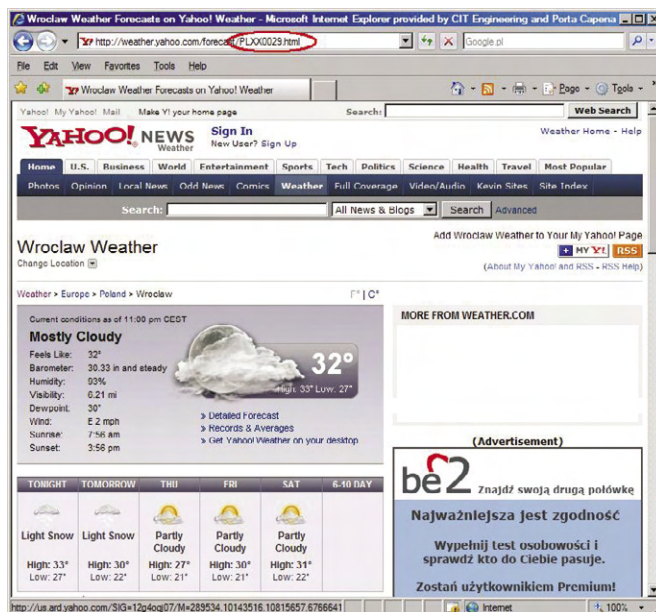 Wroclaw Weather Forecasts on Yahoo! Weather - Microsoft Internet Explorer provided by CIT Engineering and Porta Capena
http://weather.yahoo.com/forecast/PLXX0029.html
Google.pl
File Edit View Favorites Tools Help
Wroclaw Weather Forecasts on Yahoo! Weather
Page Tools
Yahoo! My Yahoo! Mail Make Y! your home page Search: Web Search
YAHOO! NEWS
Weather
Sign In
New User? Sign Up
Weather Home - Help
Home U.S. Business World Entertainment Sports Tech Politics Science Health Travel Most Popular
Photos Opinion Local News Odd News Comics Weather Full Coverage Video/Audio Kevin Sites Site Index
Search: All News & Blogs Search Advanced
Wroclaw Weather
Change Location
Add Wroclaw Weather to Your My Yahoo! Page
+ MY Y! RSS
(About My Yahoo! and RSS - RSS Help)
Weather > Europe > Poland > Wroclaw
F° | C°
Current conditions as of 11:00 pm CEST
Mostly Cloudy
Feels Like: 32°
Barometer: 30.33 in and steady
Humidity: 93%
Visibility: 6.21 mi
Dewpoint: 30°
Wind: E 2 mph
Sunrise: 7:56 am
Sunset: 3:56 pm
32°
High: 33° Low: 27°
» Detailed Forecast
» Records & Averages
» Get Yahoo! Weather on your desktop
TONIGHT TOMORROW THU FRI SAT 6-10 DAY
Light Snow Light Snow Partly Cloudy Partly Cloudy Partly Cloudy
High: 33° High: 30° High: 27° High: 30° High: 31°
Low: 27° Low: 22° Low: 21° Low: 21° Low: 22°
MORE FROM WEATHER.COM
(Advertisement)
be2 Znajdź swoją drugą połówkę
Najważniejsza jest zgodność
Wypełnij test osobowości i
sprawdź kto do Ciebie pasuje.
Zostań użytkownikiem Premium!
http://us.ard.yahoo.com/SIG=12g4oqj07/M=289534.10143516.10815657.6766641
Internet
100%